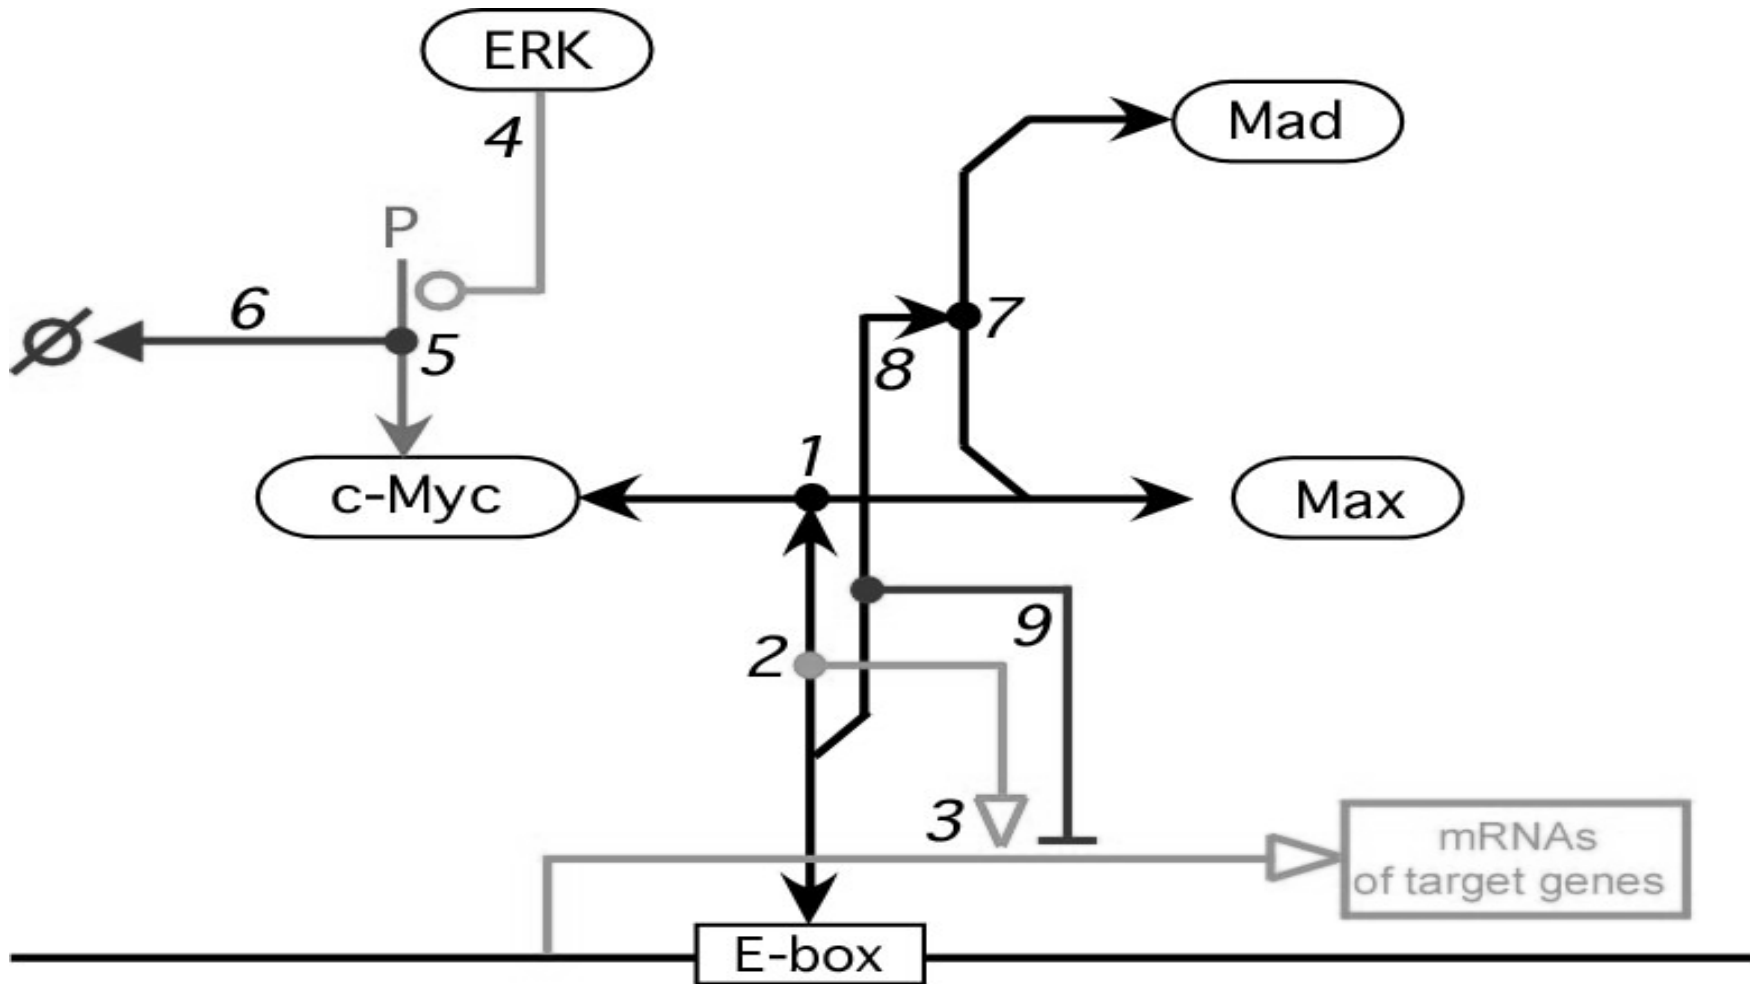 ERK
4
Mad
P
6
5
7
8
1
c-Myc
Max
9
2
3
mRNAs
of target genes
E-box